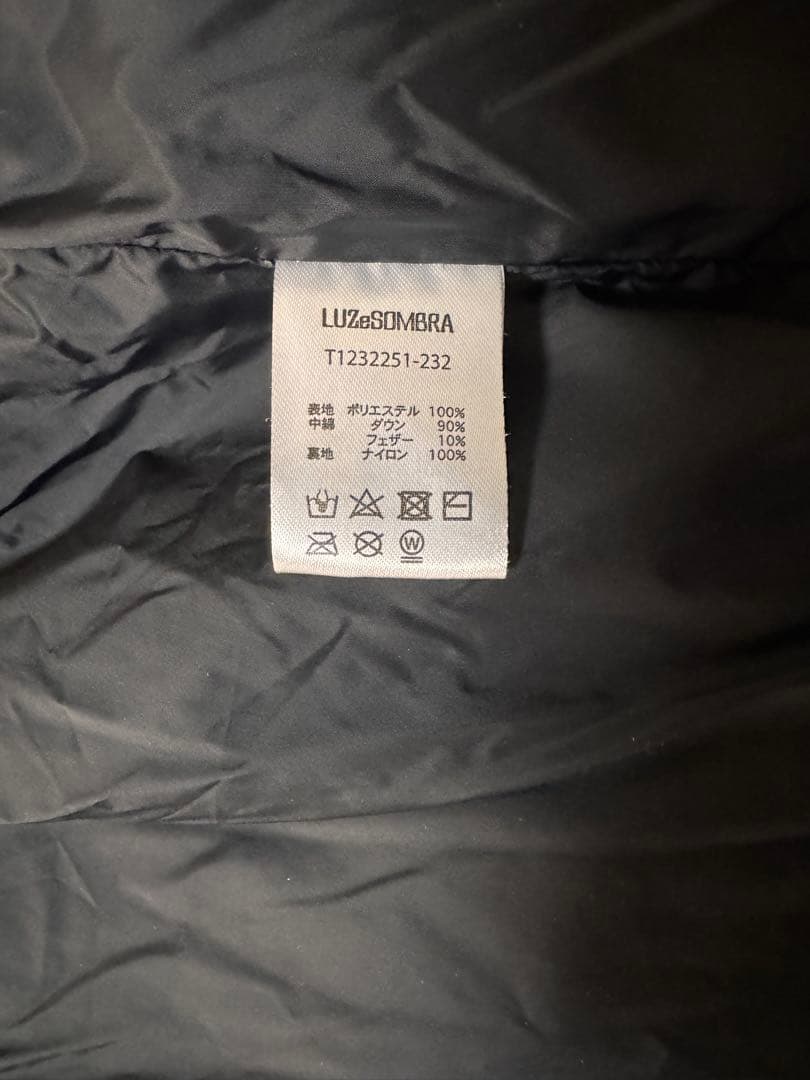 LUZeSOMBRA
T1232251-232
表地 ポリエステル 100%
中綿 ダウン 90%
フェザー 10%
裏地 ナイロン 100%
W